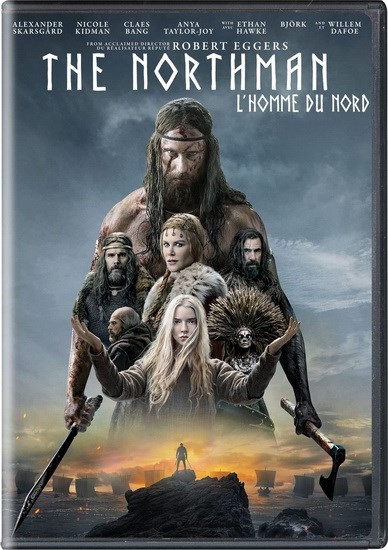 ALEXANDER NICOLE CLAES ANYA WITH ETHAN BJÖRK AND WILLEM
SKARSGÅRD KIDMAN BANG TAYLOR-JOY AVEC HAWKE ET DAFOE
FROM ACCLAIMED DIRECTOR
DU RÉALISATEUR RÉPUTÉ ROBERT EGGERS
THE NORTHMAN
L'HOMME DU NORD